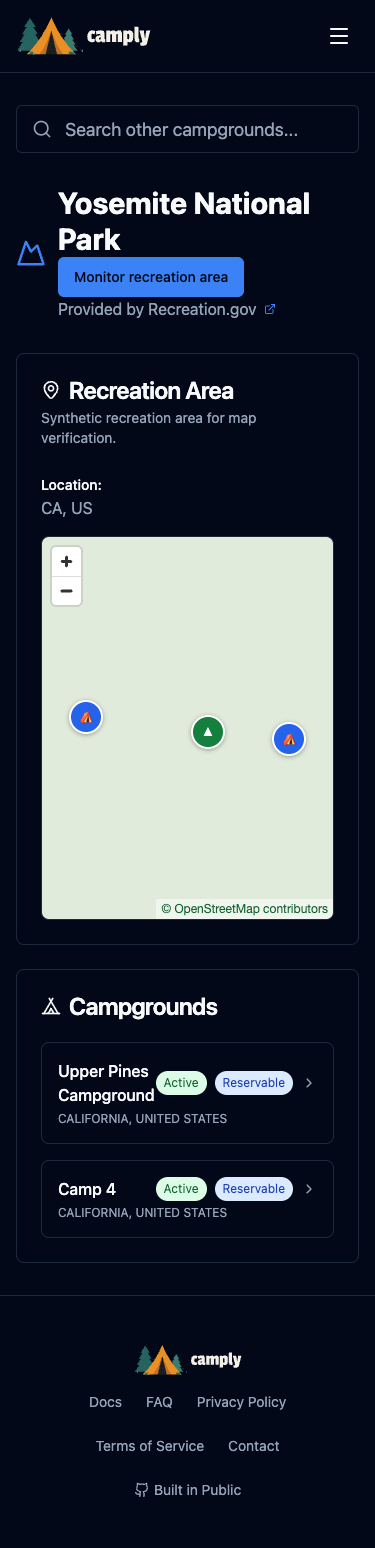 camply
Search other campgrounds...
Yosemite National
Park
Monitor recreation area
Provided by Recreation.gov
Recreation Area
Synthetic recreation area for map
verification.
Location:
CA, US
+
−
© OpenStreetMap contributors
Campgrounds
Upper Pines
Campground
Active
Reservable
CALIFORNIA, UNITED STATES
Camp 4
Active
Reservable
CALIFORNIA, UNITED STATES
camply
Docs
FAQ
Privacy Policy
Terms of Service
Contact
Built in Public